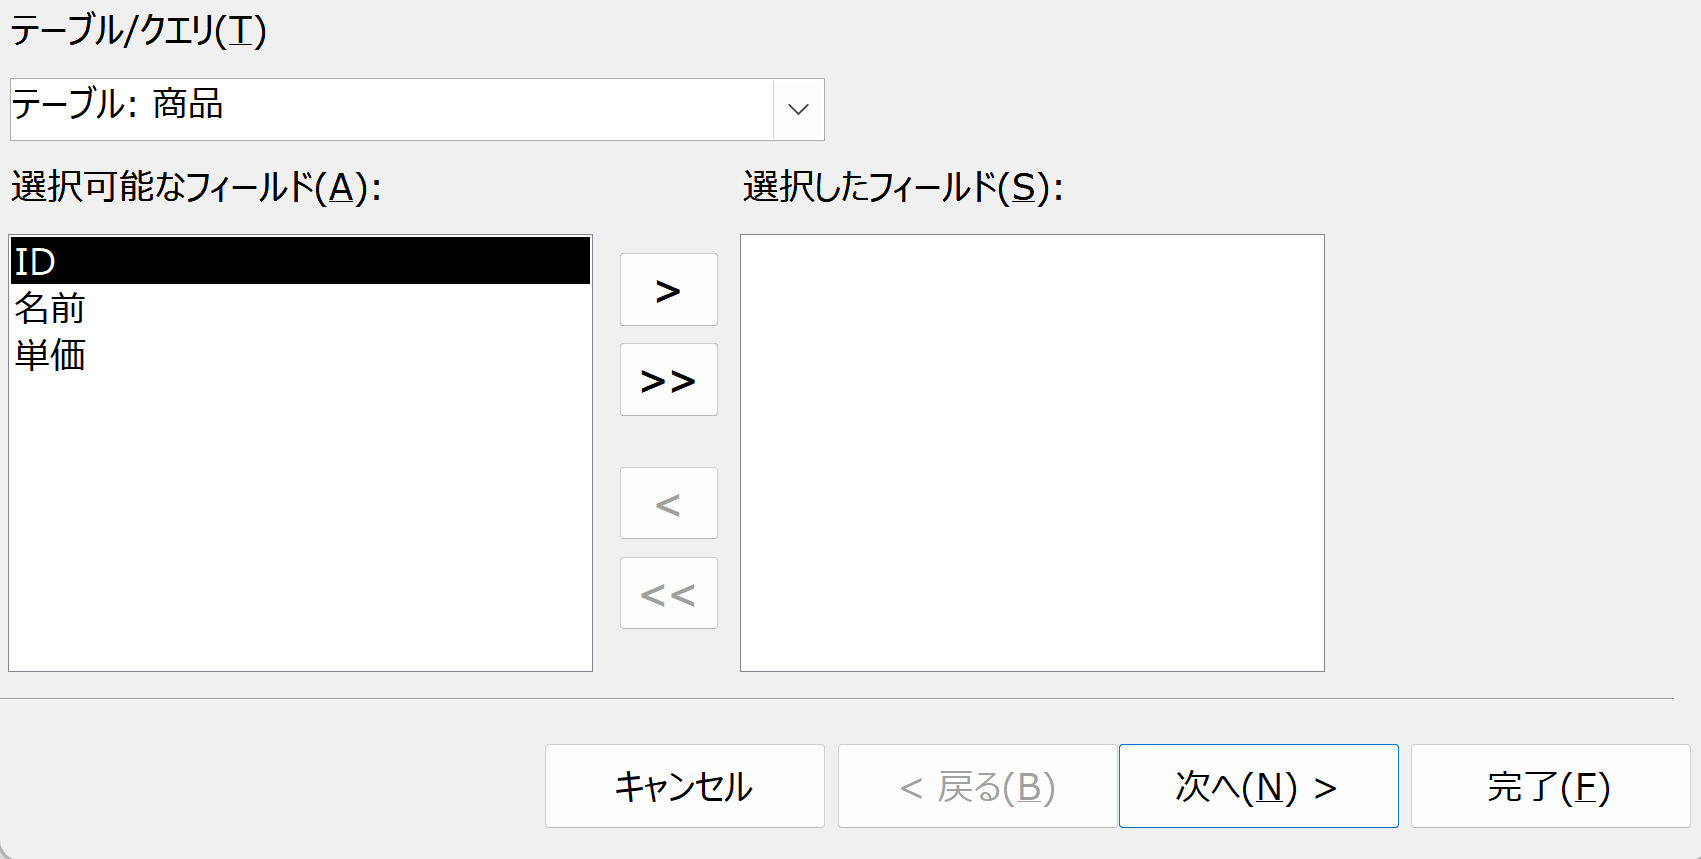 テーブル/クエリ(T)
テーブル: 商品
選択可能なフィールド(A):
選択したフィールド(S):
ID
名前
単価
>
>>
<
<<
キャンセル
< 戻る(B)
次へ(N) >
完了(F)